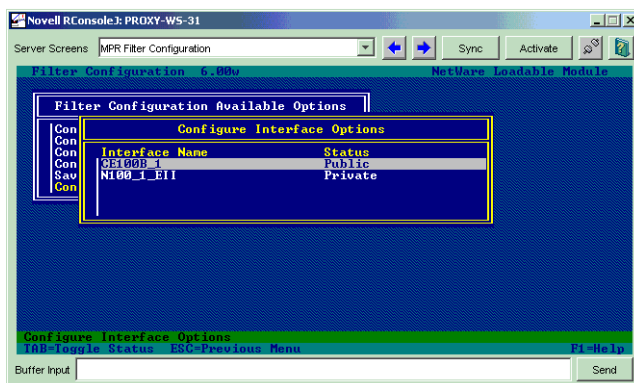 Novell RConsoleJ: PROXY-WS-31
Server Screens MPR Filter Configuration Sync Activate
Filter Configuration 6.00w NetWare Loadable Module
Filter Configuration Available Options
Con
Con
Con
Con
Sav
Con
Configure Interface Options
Interface Name Status
CE100B_1 Public
N100_1_EII Private
Configure Interface Options
TAB=Toggle Status ESC=Previous Menu F1=Help
Buffer Input Send